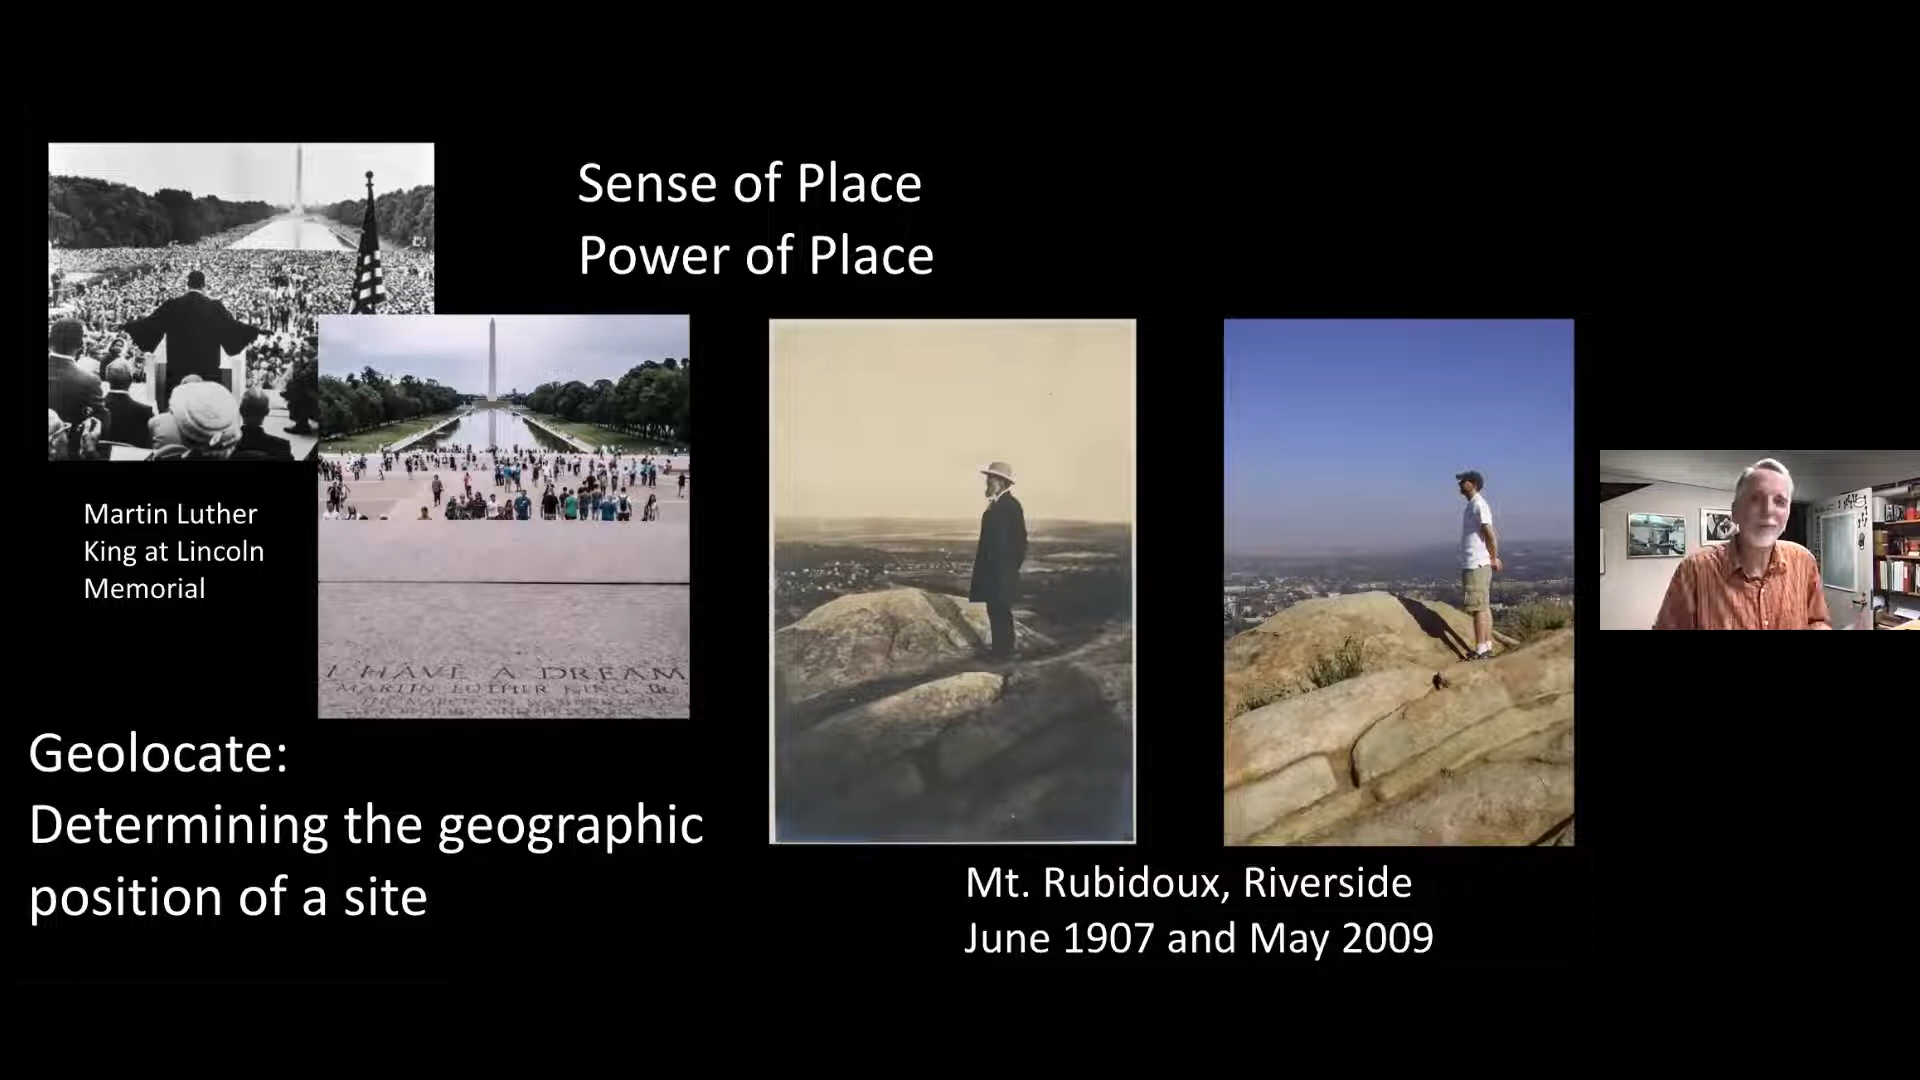 Sense of Place
Power of Place
Martin Luther
King at Lincoln
Memorial
I HAVE A DREAM
MARTIN LUTHER KING JR.
Geolocate:
Determining the geographic
position of a site
Mt. Rubidoux, Riverside
June 1907 and May 2009